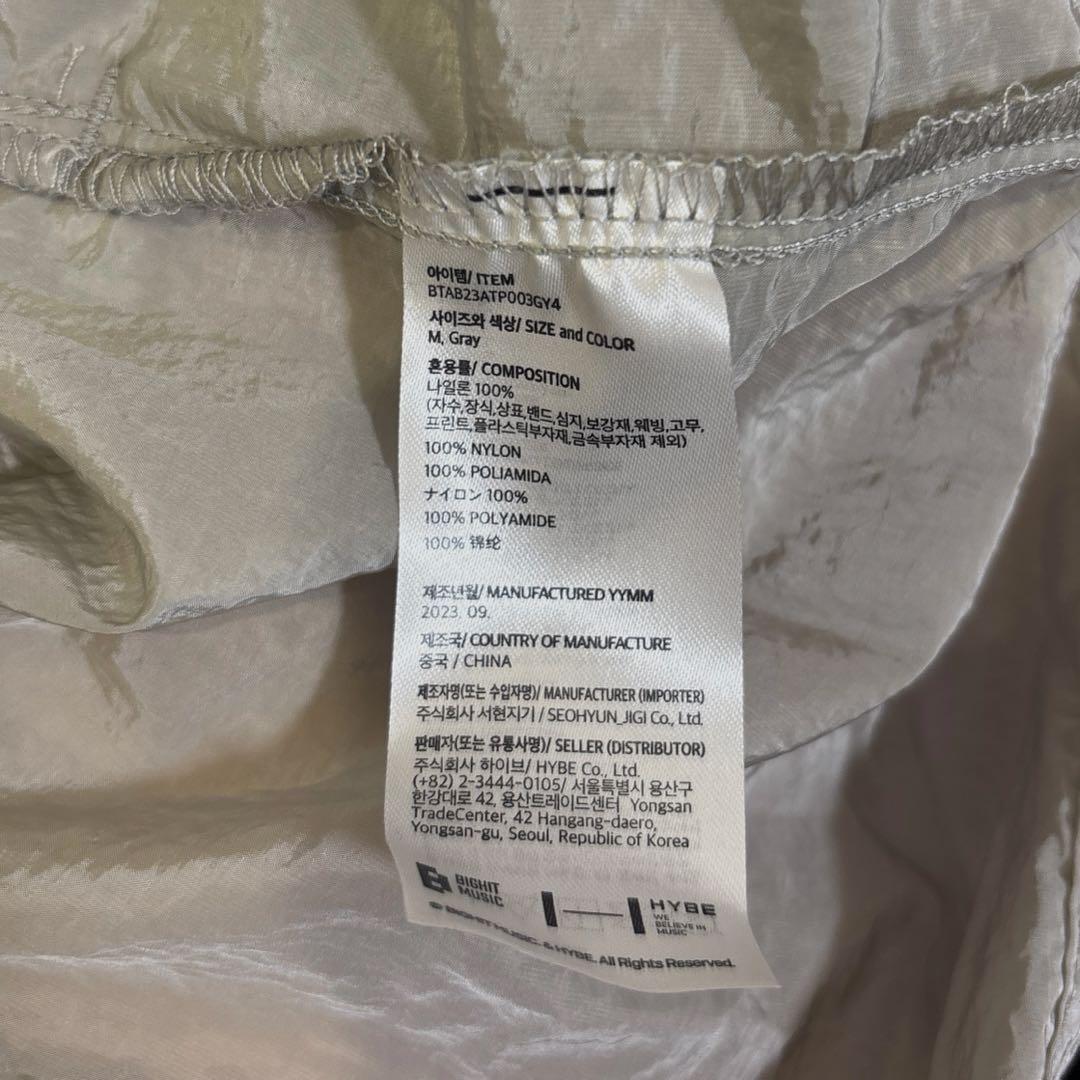 아이템/ ITEM
BTAB23ATP003GY4
사이즈와 색상/ SIZE and COLOR
M, Gray
혼용률/ COMPOSITION
나일론 100%
(자수,장식,상표,밴드,심지,보강재,웨빙,고무,
프린트,플라스틱부자재,금속부자재 제외)
100% NYLON
100% POLIAMIDA
ナイロン 100%
100% POLYAMIDE
100% 锦纶
제조년월/ MANUFACTURED YYMM
2023. 09.
제조국/ COUNTRY OF MANUFACTURE
중국 / CHINA
제조자명(또는 수입자명)/ MANUFACTURER (IMPORTER)
주식회사 서현지기 / SEOHYUN_JIGI Co., Ltd.
판매자(또는 유통사명)/ SELLER (DISTRIBUTOR)
주식회사 하이브/ HYBE Co., Ltd.
(+82) 2-3444-0105/ 서울특별시 용산구
한강대로 42, 용산트레이드센터 Yongsan
TradeCenter, 42 Hangang-daero,
Yongsan-gu, Seoul, Republic of Korea
BIGHIT
MUSIC
HYBE
WE
BELIEVE IN
MUSIC
© BIGHIT MUSIC & HYBE. All Rights Reserved.